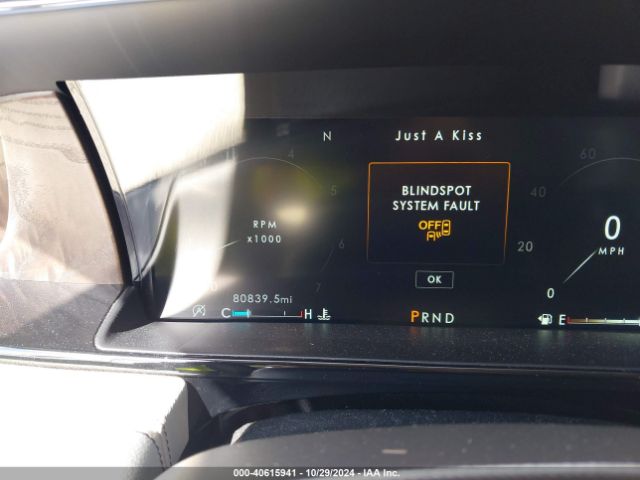 N
Just A Kiss
4
60
5
BLINDSPOT
SYSTEM FAULT
OFF
40
RPM
x1000
0
MPH
6
20
OK
0
7
0
80839.5mi
C H
PRND
E
000-40615941 - 10/29/2024 - IAA Inc.